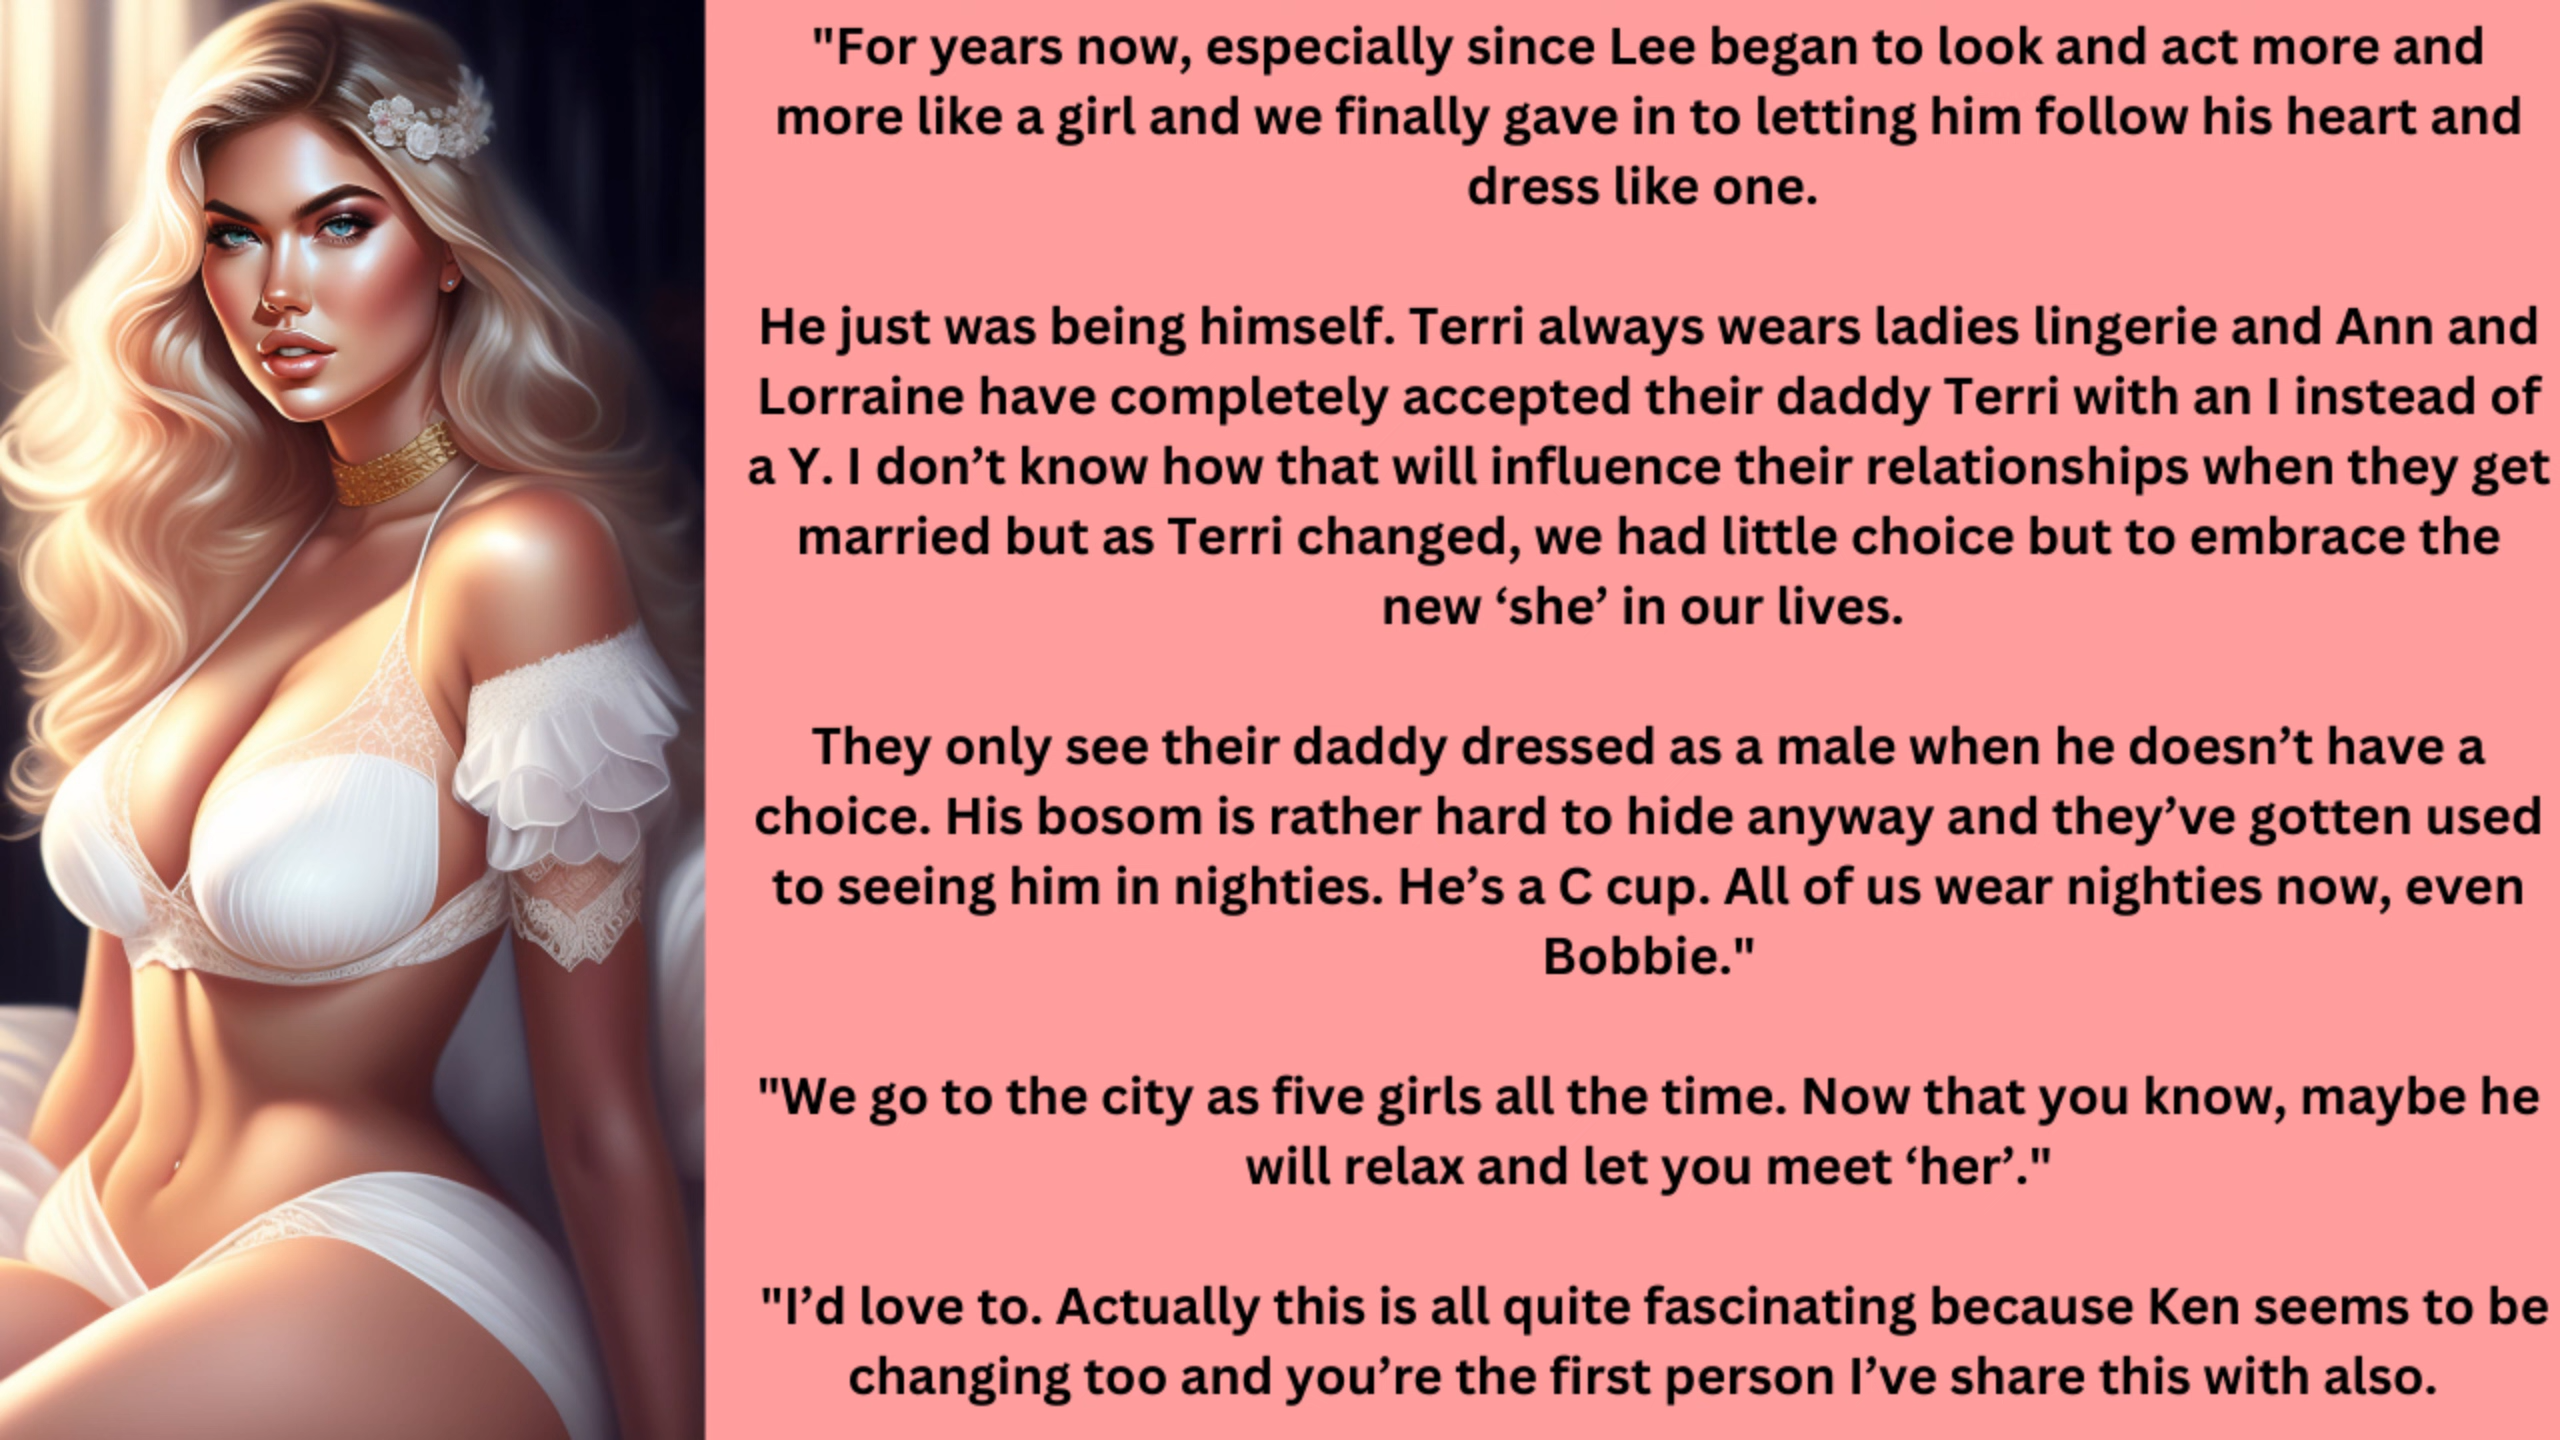 "For years now, especially since Lee began to look and act more and
more like a girl and we finally gave in to letting him follow his heart and
dress like one.
He just was being himself. Terri always wears ladies lingerie and Ann and
Lorraine have completely accepted their daddy Terri with an I instead of
a Y. I don’t know how that will influence their relationships when they get
married but as Terri changed, we had little choice but to embrace the
new ‘she’ in our lives.
They only see their daddy dressed as a male when he doesn’t have a
choice. His bosom is rather hard to hide anyway and they’ve gotten used
to seeing him in nighties. He’s a C cup. All of us wear nighties now, even
Bobbie."
"We go to the city as five girls all the time. Now that you know, maybe he
will relax and let you meet ‘her’."
"I’d love to. Actually this is all quite fascinating because Ken seems to be
changing too and you’re the first person I’ve share this with also.